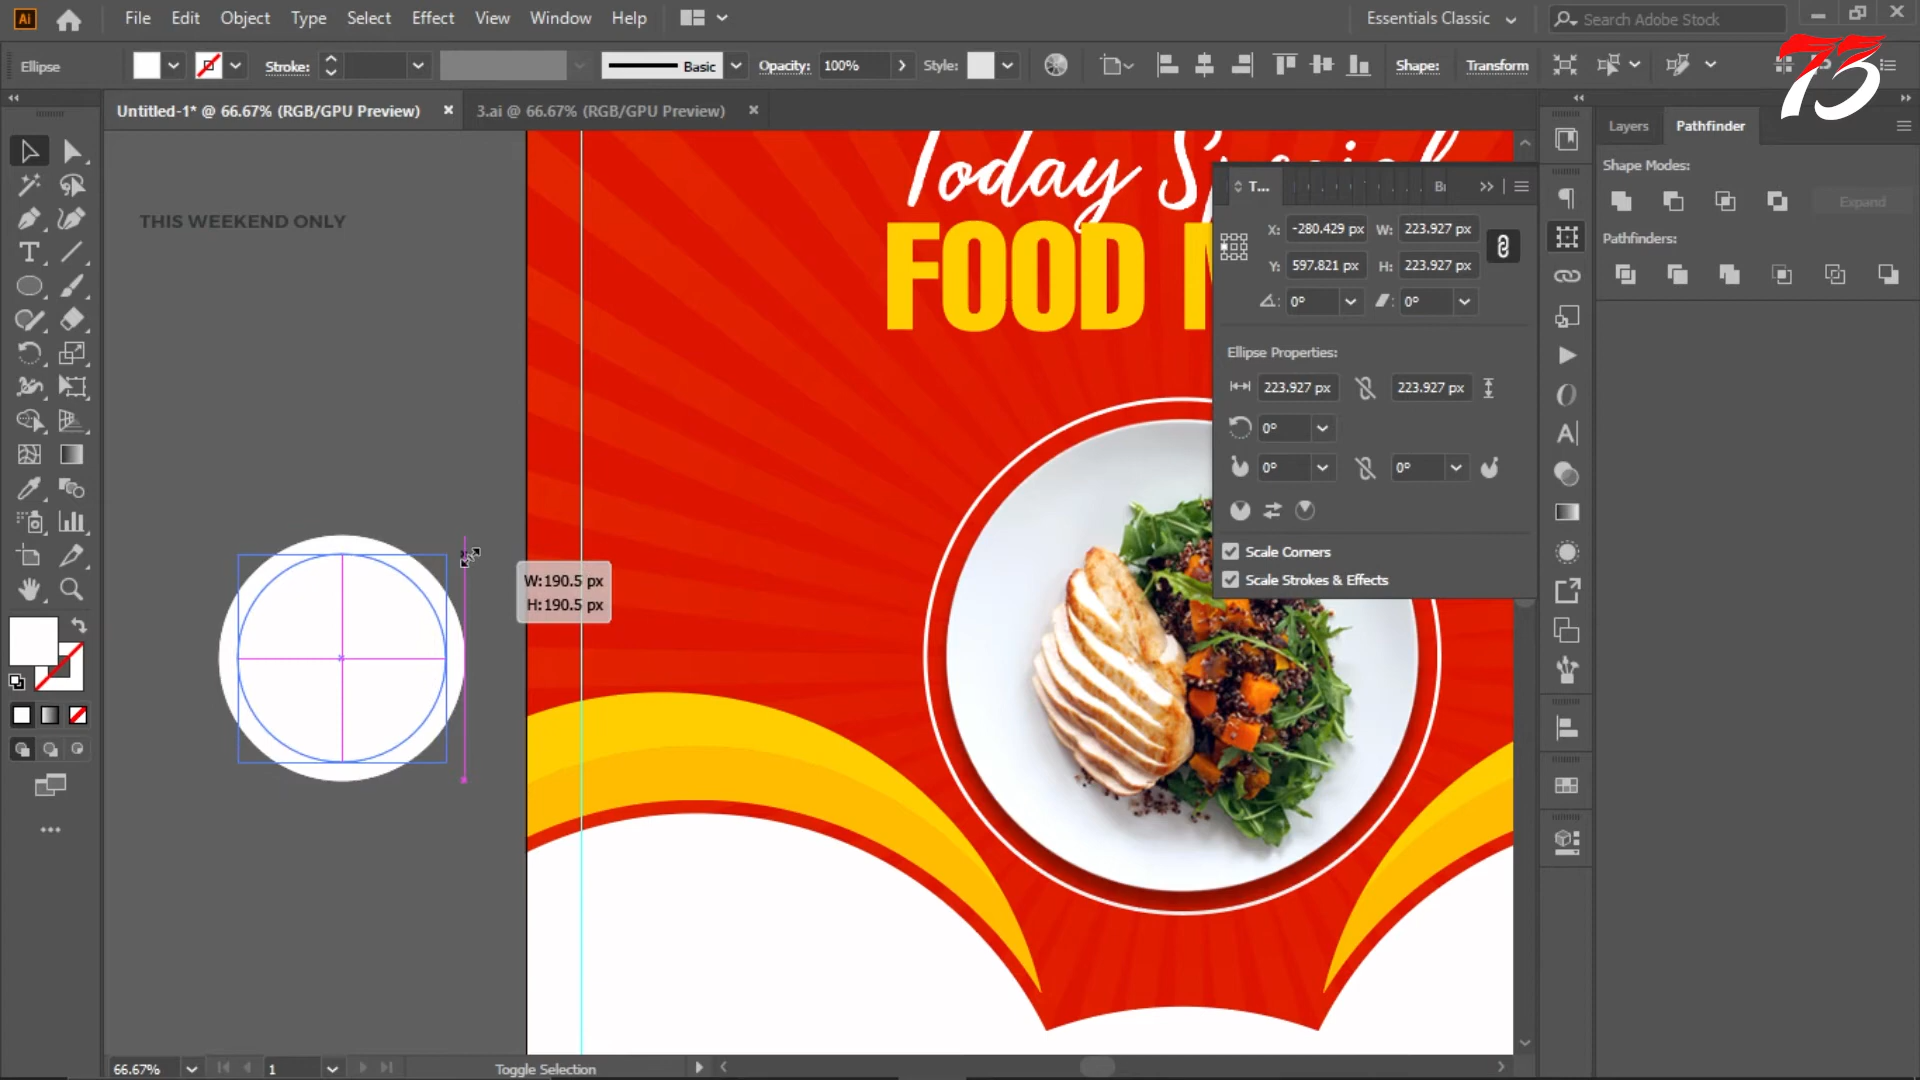 Ai File Edit Object Type Select Effect View Window Help Essentials Classic Search Adobe Stock
73
Ellipse Stroke: Basic Opacity: 100% Style: Shape: Transform
Untitled-1* @ 66.67% (RGB/GPU Preview) 3.ai @ 66.67% (RGB/GPU Preview)
Layers Pathfinder
Shape Modes:
Expand
Pathfinders:
THIS WEEKEND ONLY
Today Special
FOOD
T... Br
X: -280.429 px W: 223.927 px
Y: 597.821 px H: 223.927 px
0° 0°
Ellipse Properties:
223.927 px 223.927 px
0°
0° 0°
Scale Corners
Scale Strokes & Effects
W:190.5 px
H:190.5 px
66.67% 1 Toggle Selection